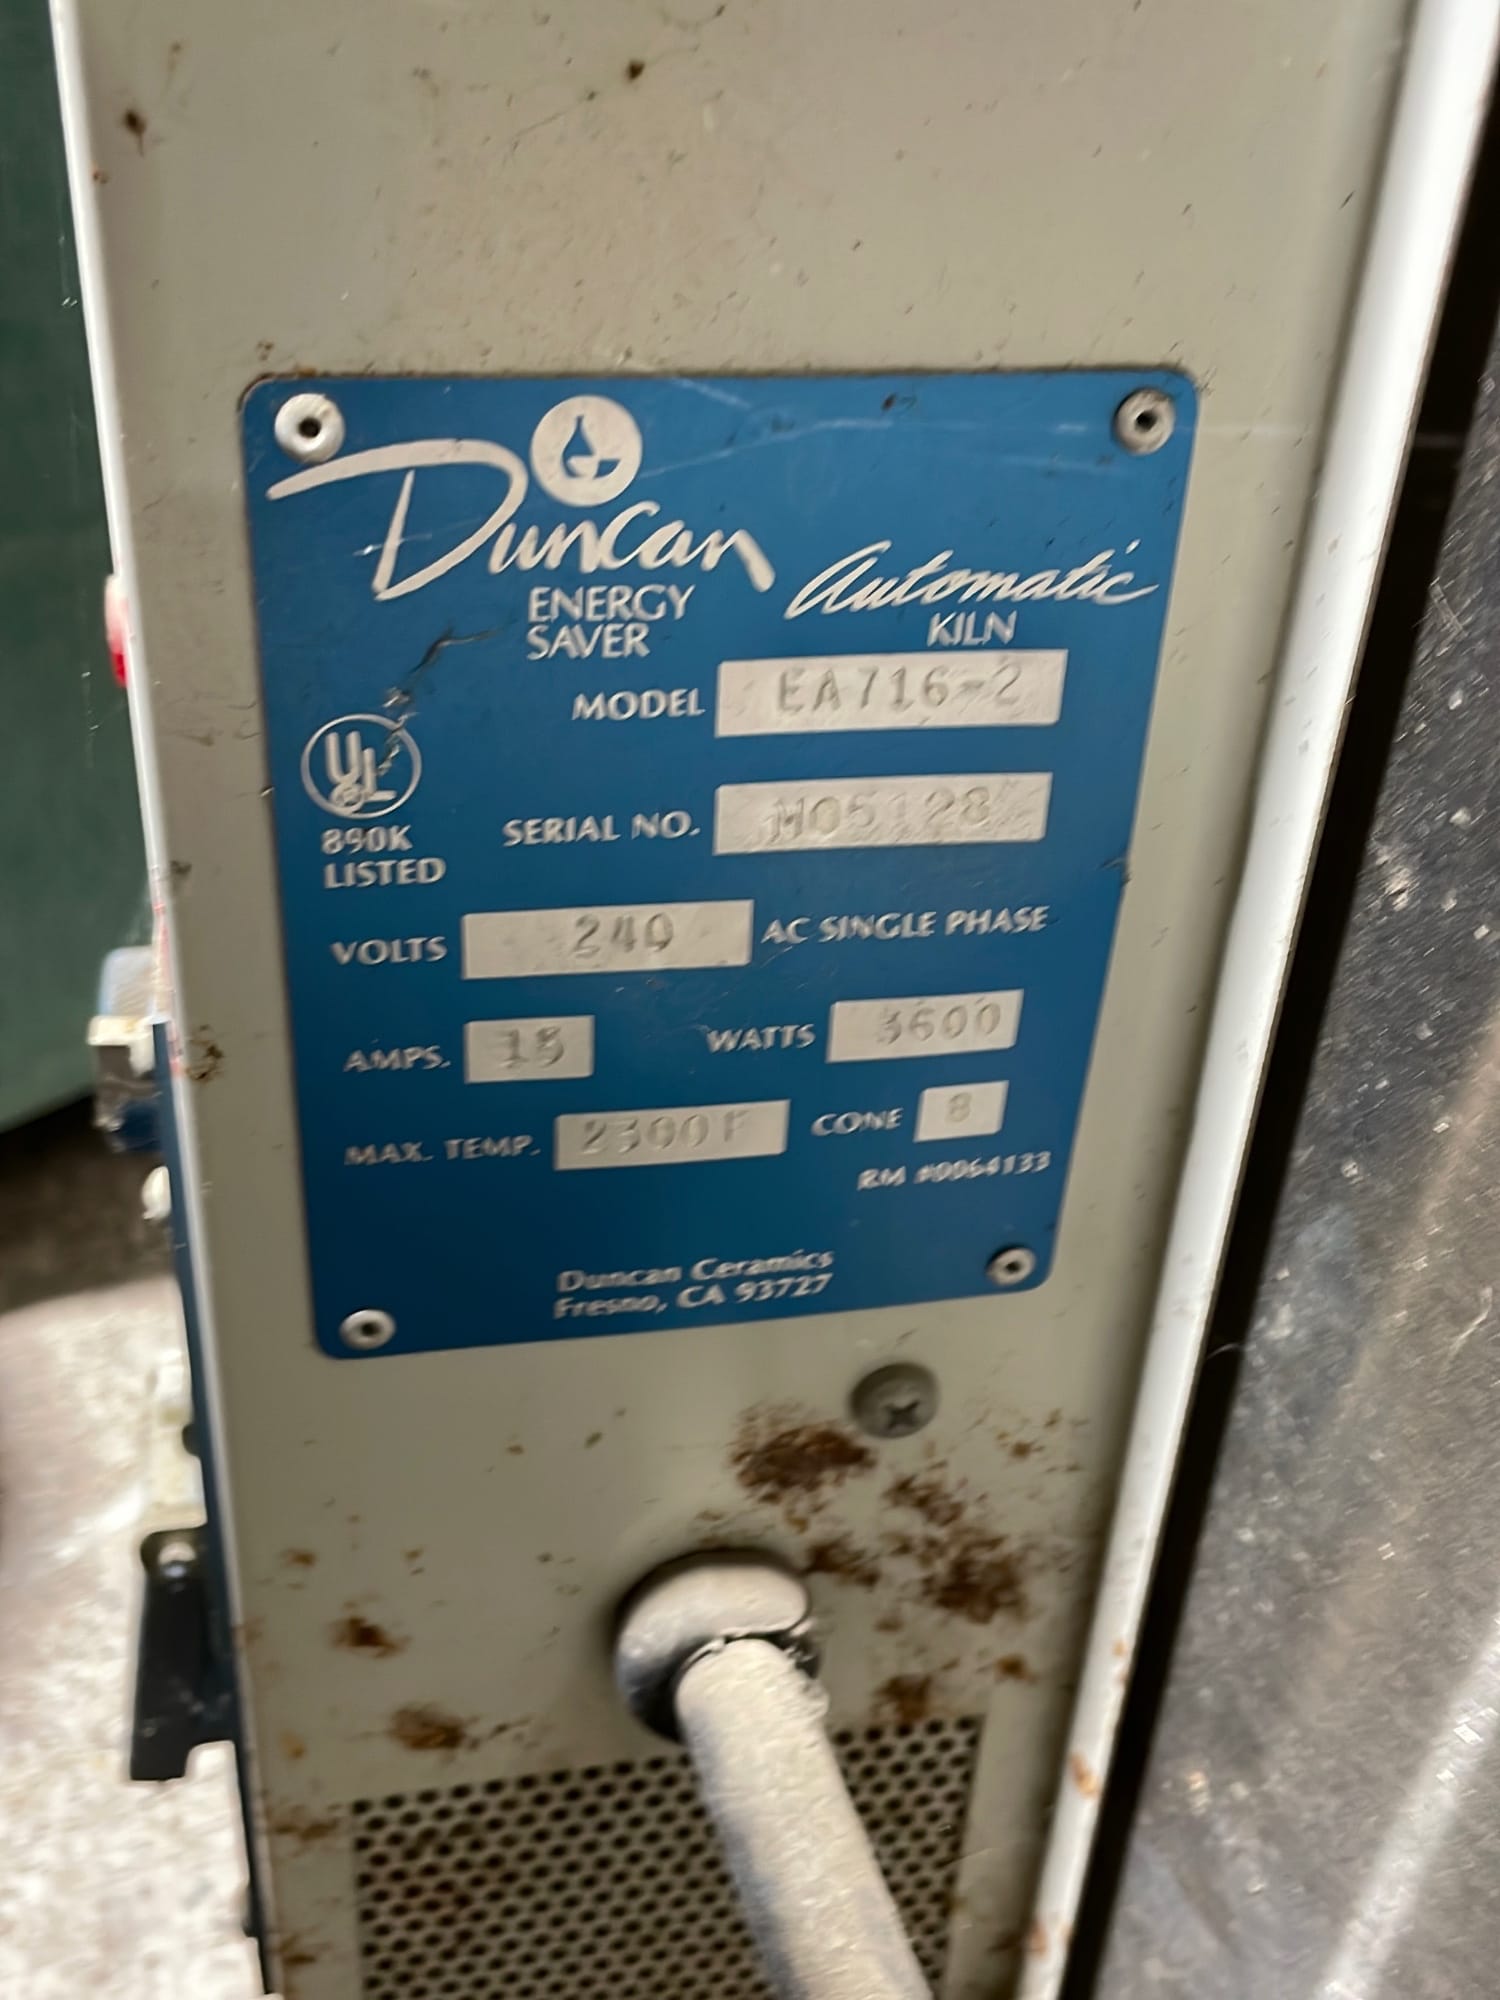 Duncan
ENERGY SAVER
Automatic
KILN
MODEL EA716-2
UL
890K
LISTED
SERIAL NO. M05128
VOLTS 240 AC SINGLE PHASE
AMPS. 15 WATTS 3600
MAX. TEMP. 2300F CONE 8
RM #0064133
Duncan Ceramics
Fresno, CA 93727